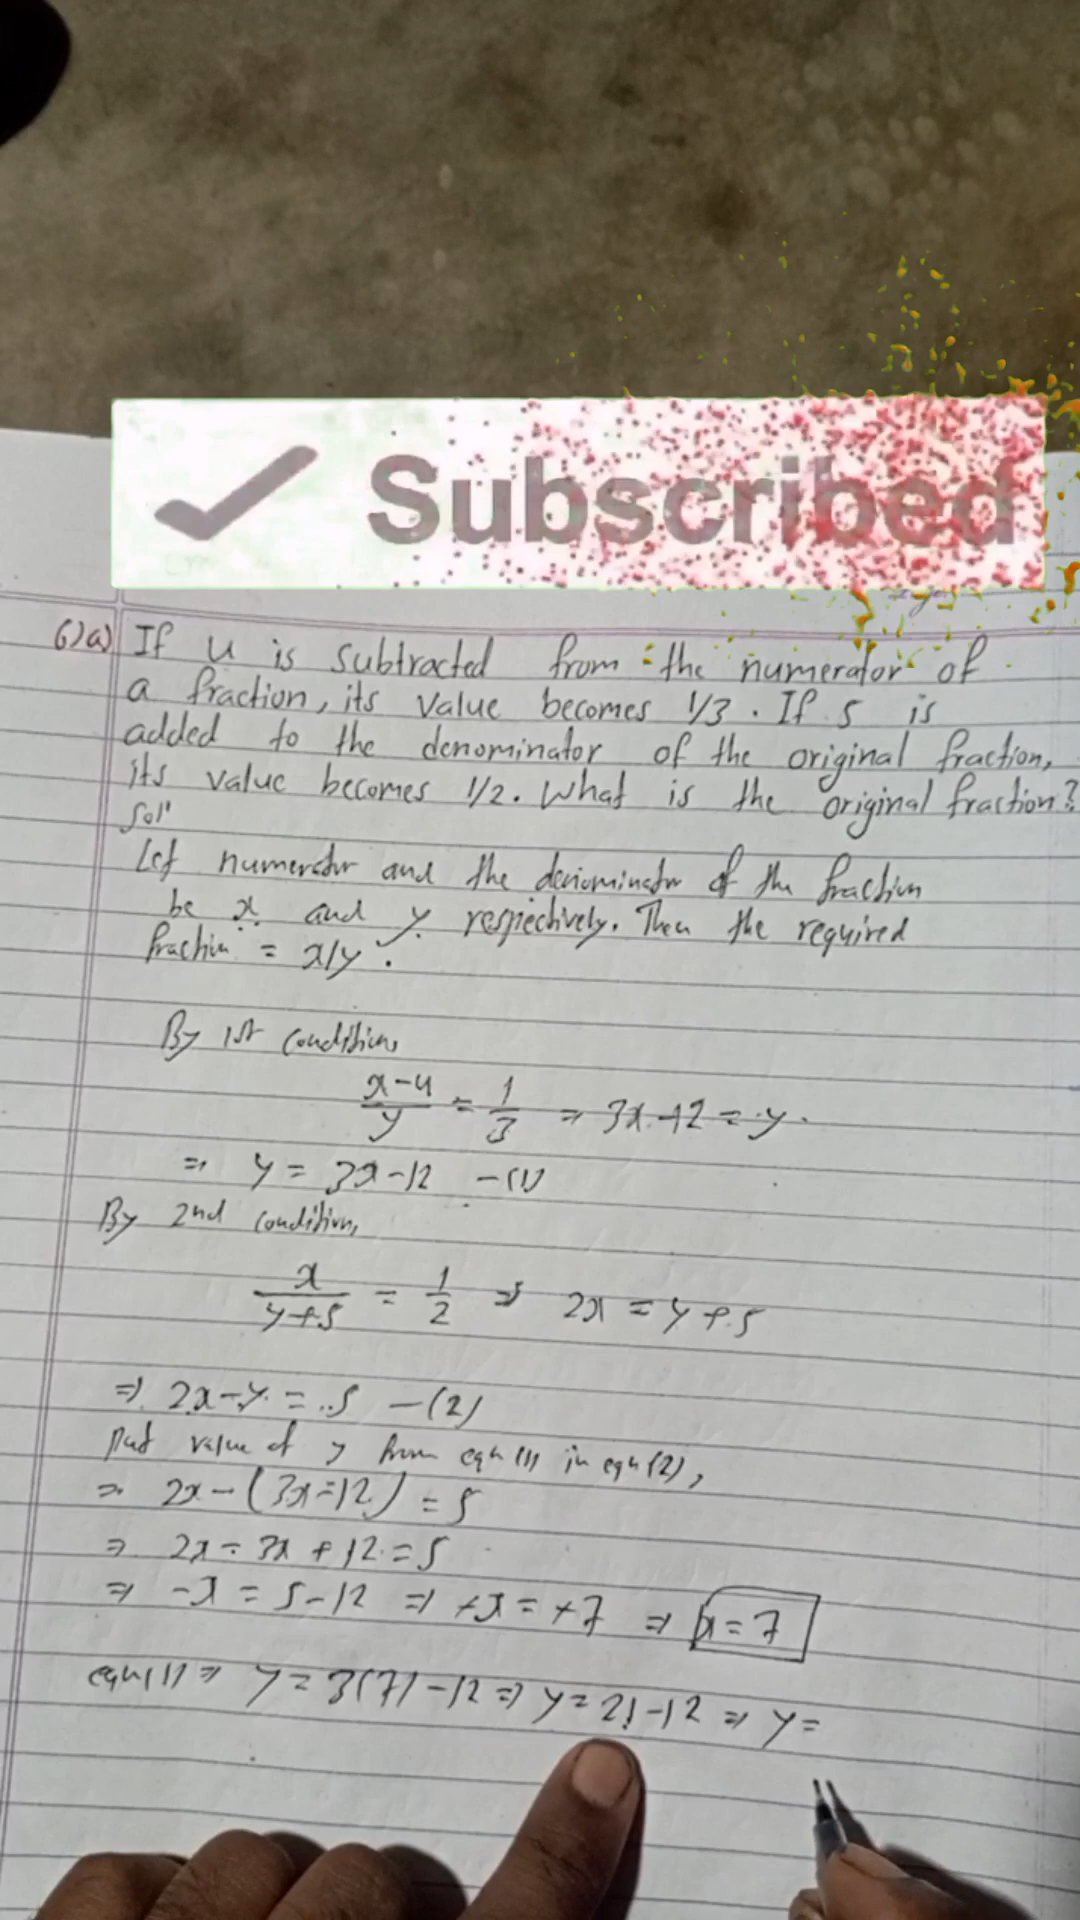 Subscribed
6)a) If 4 is subtracted from the numerator of
a fraction, its value becomes 1/3. If 5 is
added to the denominator of the original fraction,
its value becomes 1/2. What is the original fraction?
Solⁿ
Let numerator and the denominator of the fraction
be x and y respectively. Then the required
fraction = x/y.
By 1st condition,
x-4/y = 1/3 ⇒ 3x-12 = y
⇒ y = 3x-12 -(1)
By 2nd condition,
x/y+5 = 1/2 ⇒ 2x = y+5
⇒ 2x-y = 5 -(2)
Put value of y from eqn (1) in eqn (2),
⇒ 2x-(3x-12) = 5
⇒ 2x-3x+12 = 5
⇒ -x = 5-12 ⇒ +x = +7 ⇒ x = 7
eqn(1) ⇒ y = 3(7)-12 ⇒ y = 21-12 ⇒ y =